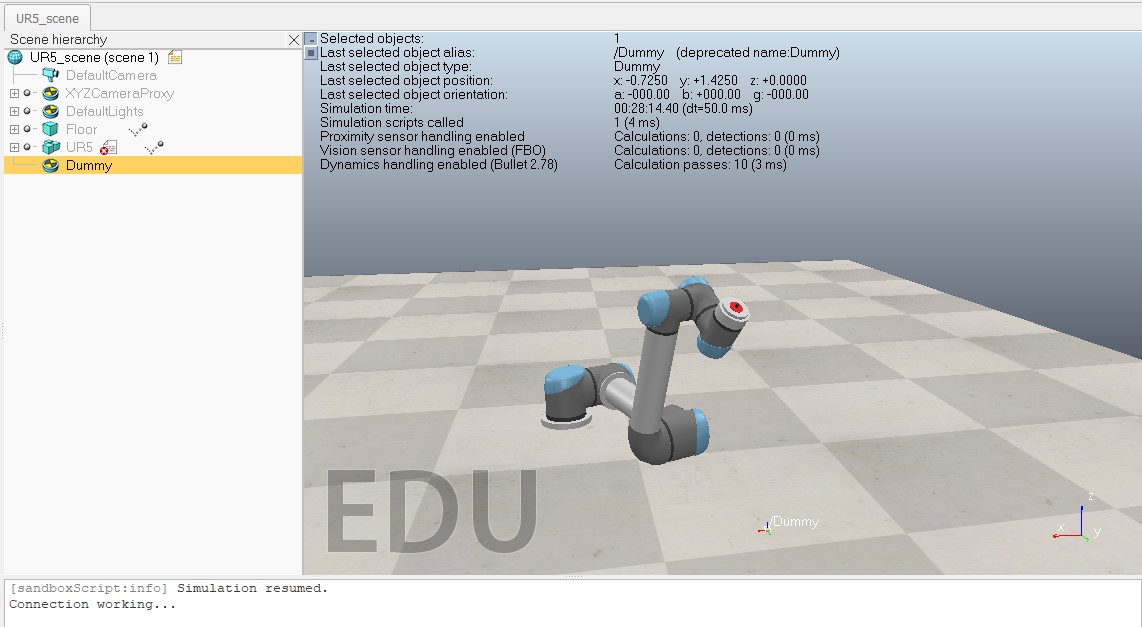 UR5_scene
Scene hierarchy
UR5_scene (scene 1)
DefaultCamera
XYZCameraProxy
DefaultLights
Floor
UR5
Dummy
Selected objects: 1
Last selected object alias: /Dummy (deprecated name:Dummy)
Last selected object type: Dummy
Last selected object position: x: -0.7250 y: +1.4250 z: +0.0000
Last selected object orientation: a: -000.00 b: +000.00 g: -000.00
Simulation time: 00:28:14.40 (dt=50.0 ms)
Simulation scripts called 1 (4 ms)
Proximity sensor handling enabled Calculations: 0, detections: 0 (0 ms)
Vision sensor handling enabled (FBO) Calculations: 0, detections: 0 (0 ms)
Dynamics handling enabled (Bullet 2.78) Calculation passes: 10 (3 ms)
EDU
/Dummy
z
x
y
[sandboxScript:info] Simulation resumed.
Connection working...